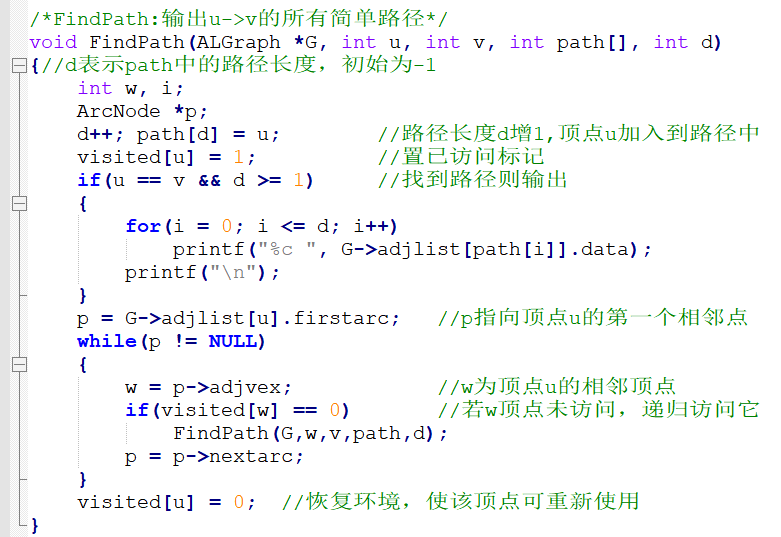 /*FindPath:输出u->v的所有简单路径*/
void FindPath(ALGraph *G, int u, int v, int path[], int d)
{//d表示path中的路径长度，初始为-1
    int w, i;
    ArcNode *p;
    d++; path[d] = u;        //路径长度d增1,顶点u加入到路径中
    visited[u] = 1;          //置已访问标记
    if(u == v && d >= 1)     //找到路径则输出
    {
        for(i = 0; i <= d; i++)
            printf("%c ", G->adjlist[path[i]].data);
        printf("\n");
    }
    p = G->adjlist[u].firstarc;   //p指向顶点u的第一个相邻点
    while(p != NULL)
    {
        w = p->adjvex;            //w为顶点u的相邻顶点
        if(visited[w] == 0)       //若w顶点未访问，递归访问它
            FindPath(G,w,v,path,d);
        p = p->nextarc;
    }
    visited[u] = 0;  //恢复环境，使该顶点可重新使用
}